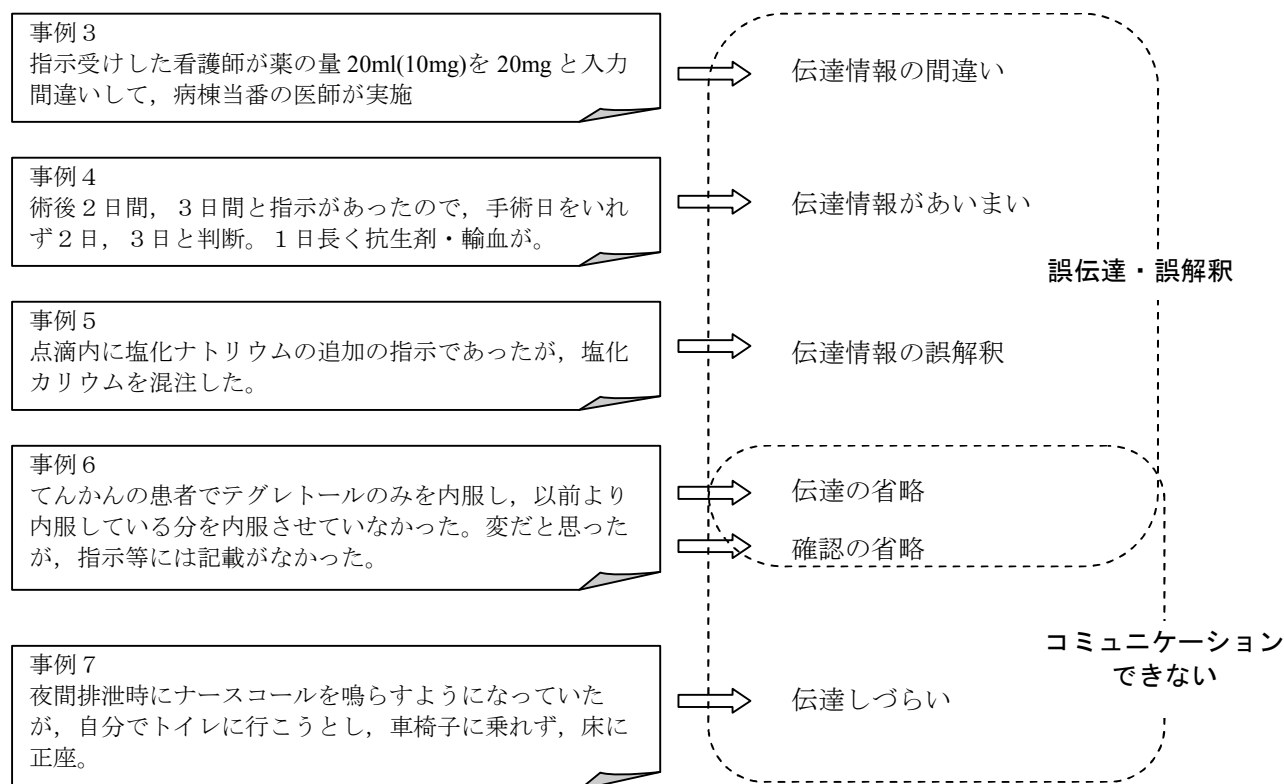 事例３
指示受けした看護師が薬の量 20ml(10mg)を 20mg と入力
間違いして，病棟当番の医師が実施
伝達情報の間違い
事例４
術後２日間，３日間と指示があったので，手術日をいれ
ず２日，３日と判断。１日長く抗生剤・輸血が。
伝達情報があいまい
誤伝達・誤解釈
事例５
点滴内に塩化ナトリウムの追加の指示であったが，塩化
カリウムを混注した。
伝達情報の誤解釈
事例６
てんかんの患者でテグレトールのみを内服し，以前より
内服している分を内服させていなかった。変だと思った
が，指示等には記載がなかった。
伝達の省略
確認の省略
コミュニケーション
できない
事例７
夜間排泄時にナースコールを鳴らすようになっていた
が，自分でトイレに行こうとし，車椅子に乗れず，床に
正座。
伝達しづらい